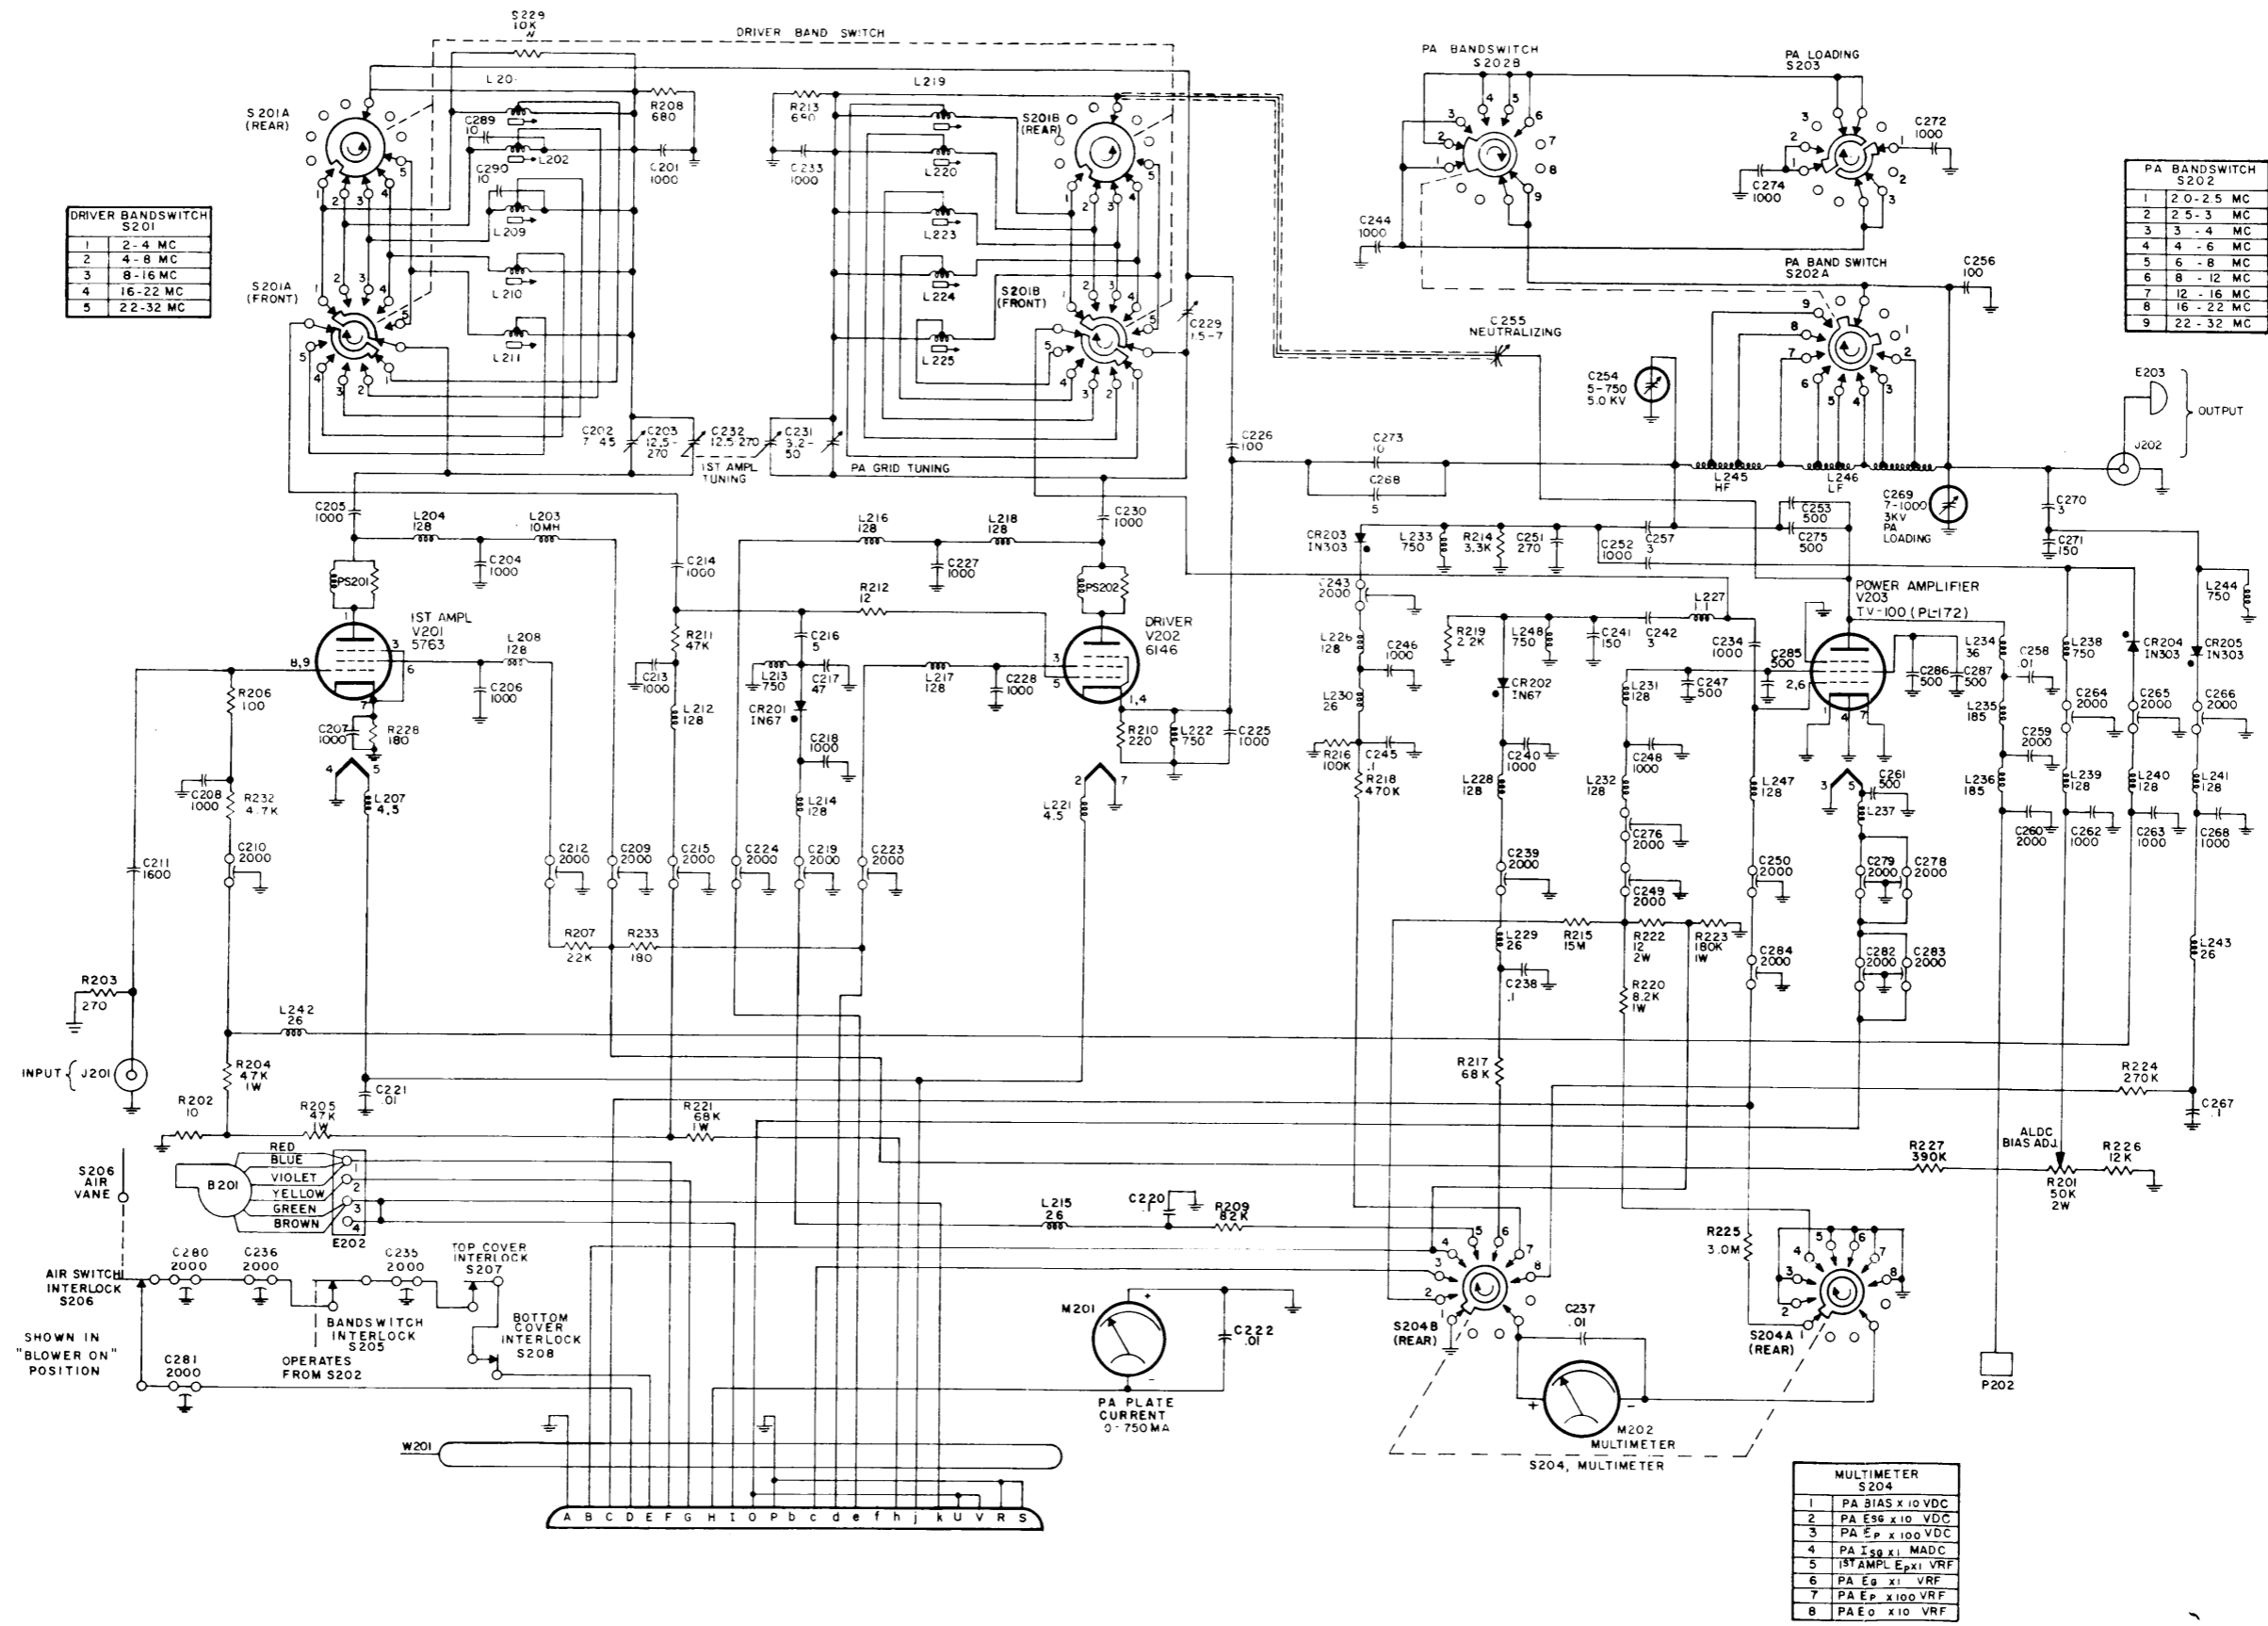 S229
10K
DRIVER BAND SWITCH
PA BANDSWITCH
S202B
PA LOADING
S203
L20
L219
S201A
(REAR)
C289
10
L202
C290
10
R208
680
C201
1000
R213
C233
1000
L220
S201B
(REAR)
L209
L223
L210
L224
L211
L225
S201A
(FRONT)
S201B
(FRONT)
C229
1.5-7
C244
1000
C274
1000
C272
1000
PA BAND SWITCH
S202A
C256
100
DRIVER BANDSWITCH
S201
1 2-4 MC
2 4-8 MC
3 8-16 MC
4 16-22 MC
5 22-32 MC
PA BANDSWITCH
S202
1 2.0-2.5 MC
2 2.5-3 MC
3 3 - 4 MC
4 4 - 6 MC
5 6 - 8 MC
6 8 - 12 MC
7 12 - 16 MC
8 16 - 22 MC
9 22 - 32 MC
C255
NEUTRALIZING
C254
5-750
5.0 KV
E203
OUTPUT
J202
C202
7 45
C203
12.5-
270
C232
12.5 270
C231
3.2-
50
1ST AMPL
TUNING
PA GRID TUNING
C226
100
C273
10
C268
5
L245
HF
L246
LF
C269
7-1000
3KV
PA
LOADING
C270
3
C271
150
C205
1000
L204
128
L203
10MH
C204
1000
C214
1000
L216
128
L218
128
C230
1000
C227
1000
CR203
IN303
L233
750
R214
3.3K
C251
270
C252
1000
C257
3
C253
500
C275
500
PS201
PS202
C243
2000
POWER AMPLIFIER
V203
TV-100 (PL-172)
L244
750
1ST AMPL
V201
5763
R212
12
DRIVER
V202
6146
L208
128
R211
47K
C216
5
L213
750
C217
47
C213
1000
L226
128
C246
1000
R219
2.2K
L248
750
C241
150
C242
3
L227
1.1
C234
1000
C285
500
L234
36
C258
.01
L238
750
CR204
IN303
CR205
IN303
R206
100
C206
1000
CR201
IN67
L217
128
C228
1000
L230
26
CR202
IN67
L231
128
C247
500
C286
500
C287
500
C264
2000
C265
2000
C266
2000
L235
185
C207
1000
R228
180
L212
128
C218
1000
R210
220
L222
750
C225
1000
R216
100K
C245
.1
C240
1000
C248
1000
C259
2000
C208
1000
R232
4.7K
L207
4.5
L214
128
L221
4.5
R218
470K
L228
128
L232
128
L247
128
C261
500
L237
L236
185
L239
128
L240
128
L241
128
C260
2000
C262
1000
C263
1000
C268
1000
C276
2000
C211
1600
C210
2000
C212
2000
C209
2000
C215
2000
C224
2000
C219
2000
C223
2000
C239
2000
C249
2000
C250
2000
C279
2000
C278
2000
R207
22K
R233
180
L229
26
R215
15M
R222
12
2W
R223
180K
1W
C284
2000
C282
2000
C283
2000
L243
26
R203
270
C238
.1
R220
8.2K
1W
L242
26
INPUT { J201
R204
47K
1W
C221
.01
R217
68K
R224
270K
C267
.1
R202
10
R205
47K
1W
R221
68K
1W
ALDC
BIAS ADJ.
R227
390K
R226
12K
R201
50K
2W
S206
AIR
VANE
B201
RED
BLUE
VIOLET
YELLOW
GREEN
BROWN
E202
L215
26
C220
.1
R209
82K
R225
3.0M
AIR SWITCH
INTERLOCK
S206
C280
2000
C236
2000
C235
2000
TOP COVER
INTERLOCK
S207
BANDSWITCH
INTERLOCK
S205
BOTTOM
COVER
INTERLOCK
S208
SHOWN IN
"BLOWER ON"
POSITION
C281
2000
OPERATES
FROM S202
M201
C222
.01
PA PLATE
CURRENT
0-750MA
S204B
(REAR)
C237
.01
S204A
(REAR)
M202
MULTIMETER
S204, MULTIMETER
P202
W201
A B C D E F G H I O P b c d e f h j k U V R S
MULTIMETER
S204
1 PA BIAS X 10 VDC
2 PA ESG X 10 VDC
3 PA EP X 100 VDC
4 PA ISG X1 MADC
5 1ST AMPL EPX1 VRF
6 PA EG X1 VRF
7 PA EP X100 VRF
8 PA EO X10 VRF